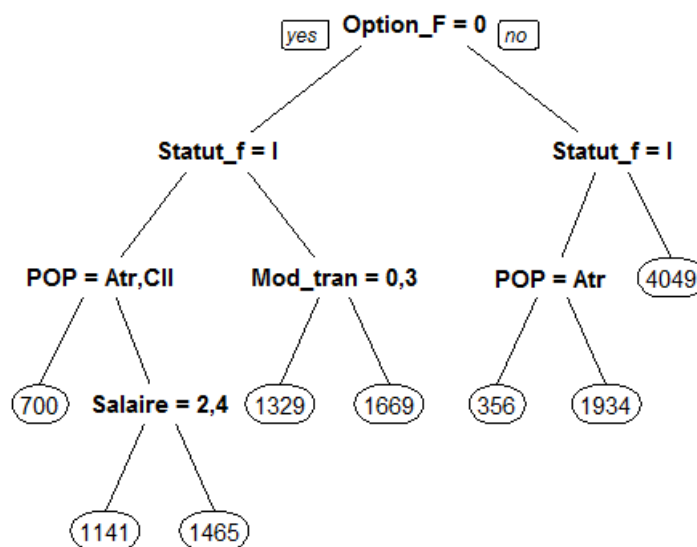 yes Option_F = 0 no
Statut_f = I Statut_f = I
POP = Atr,CII Mod_tran = 0,3 POP = Atr 4049
700 Salaire = 2,4 1329 1669 356 1934
1141 1465